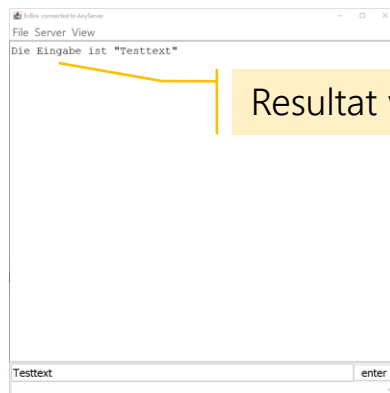 ExBox connected to AnyServer
File Server View
Die Eingabe ist "Testtext"
Resultat v
Testtext
enter